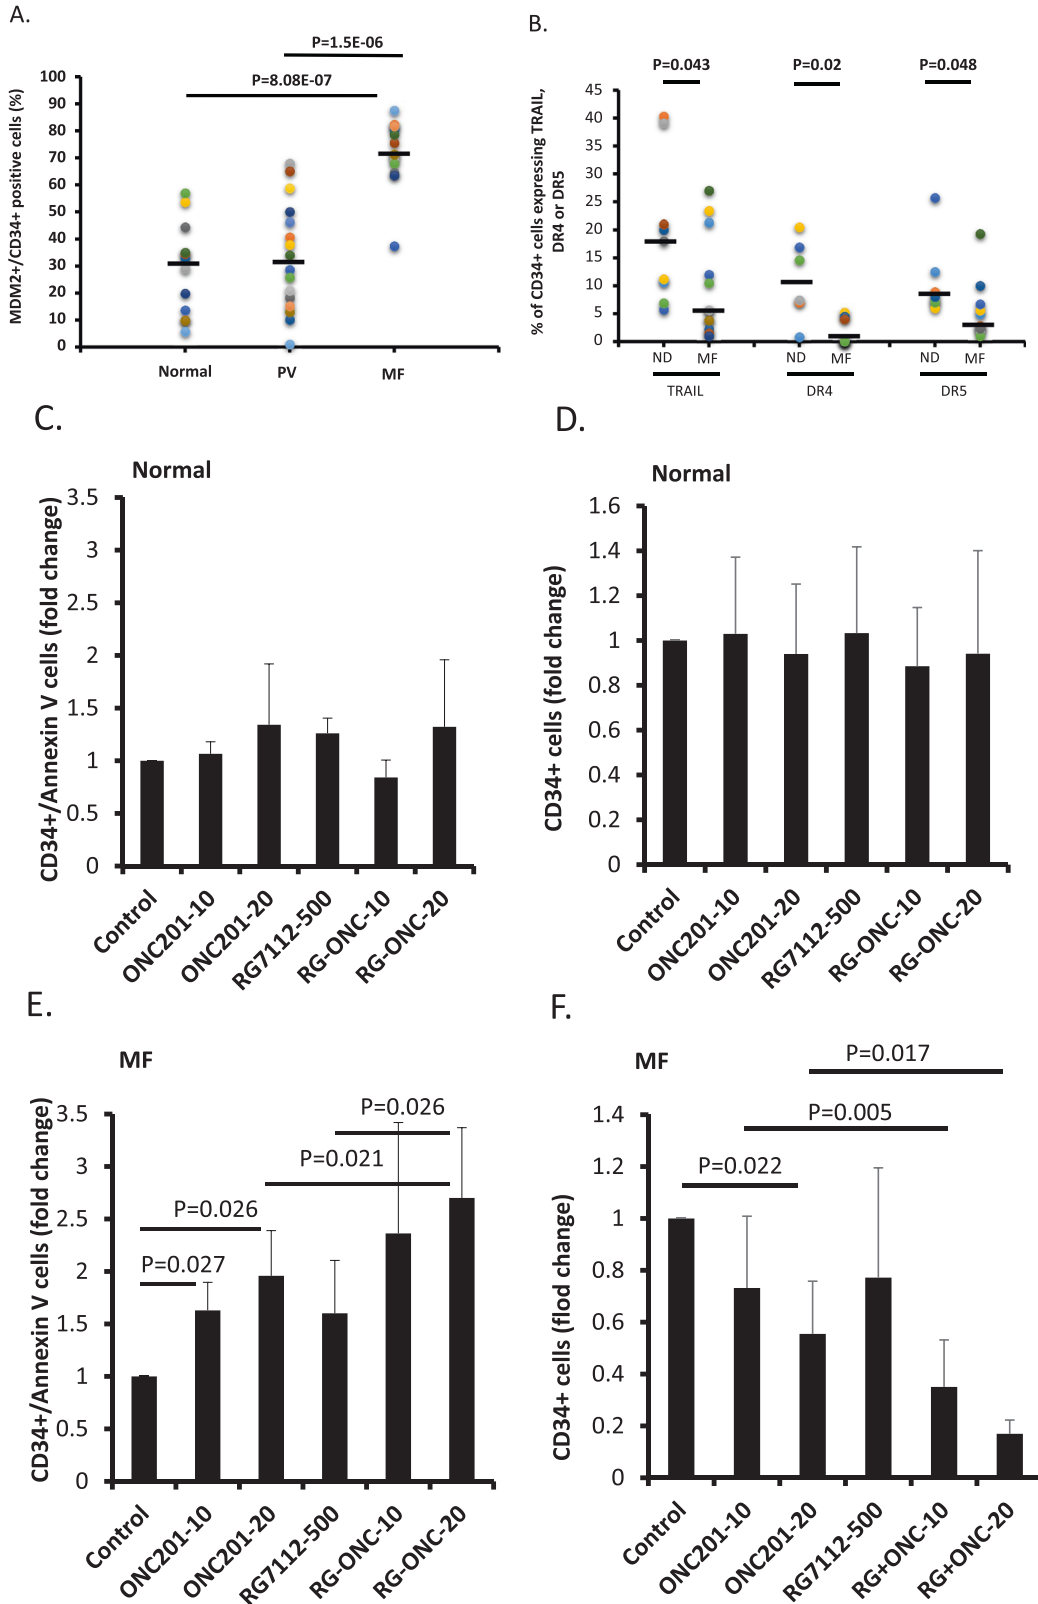 A.
P=1.5E-06
P=8.08E-07
MDM2+/CD34+ positive cells (%)
100
90
80
70
60
50
40
30
20
10
0
Normal PV MF
B.
P=0.043 P=0.02 P=0.048
% of CD34+ cells expressing TRAIL,
DR4 or DR5
45
40
35
30
25
20
15
10
5
0
ND MF ND MF ND MF
TRAIL DR4 DR5
C.
Normal
CD34+/Annexin V cells (fold change)
3.5
3
2.5
2
1.5
1
0.5
0
Control
ONC201-10
ONC201-20
RG7112-500
RG-ONC-10
RG-ONC-20
D.
Normal
CD34+ cells (fold change)
1.6
1.4
1.2
1
0.8
0.6
0.4
0.2
0
Control
ONC201-10
ONC201-20
RG7112-500
RG-ONC-10
RG-ONC-20
E.
MF
P=0.026
P=0.021
P=0.026
P=0.027
CD34+/Annexin V cells (fold change)
3.5
3
2.5
2
1.5
1
0.5
0
Control
ONC201-10
ONC201-20
RG7112-500
RG-ONC-10
RG-ONC-20
F.
MF
P=0.017
P=0.005
P=0.022
CD34+ cells (flod change)
1.4
1.2
1
0.8
0.6
0.4
0.2
0
Control
ONC201-10
ONC201-20
RG7112-500
RG+ONC-10
RG+ONC-20